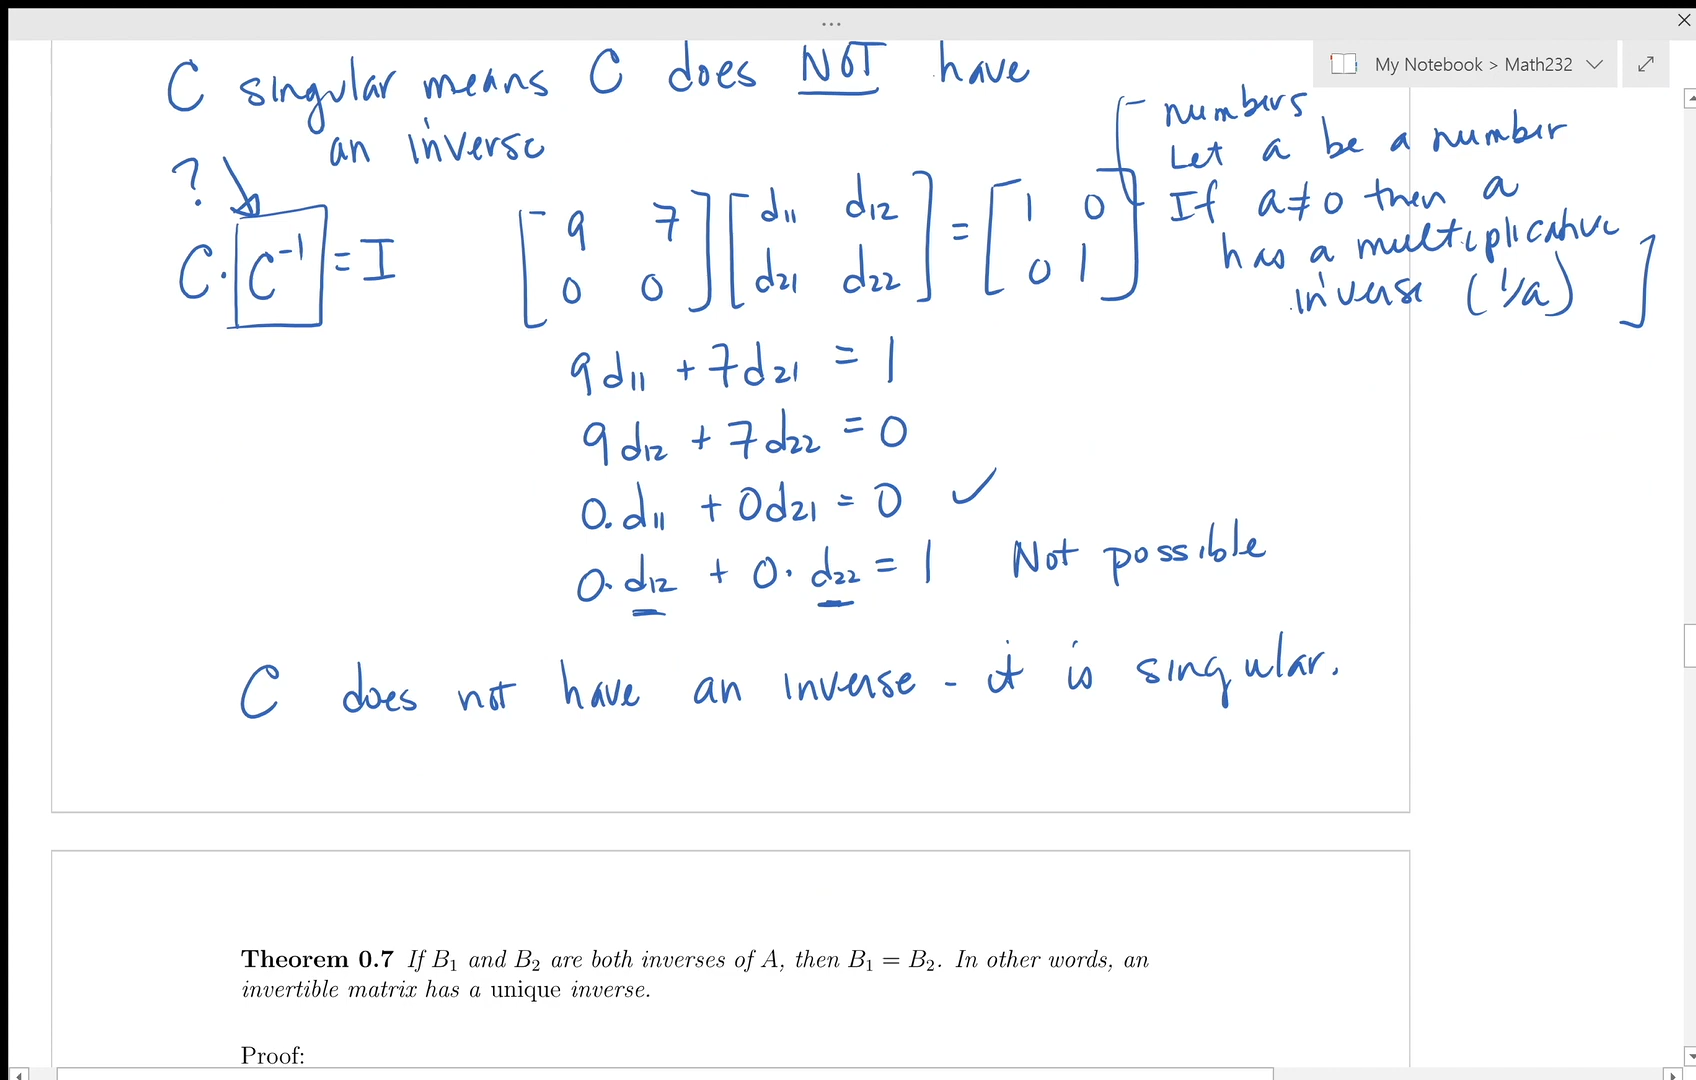 My Notebook > Math232
C singular means C does NOT have
an inverse
?
C · C⁻¹ = I
[9 7; 0 0] [d₁₁ d₁₂; d₂₁ d₂₂] = [1 0; 0 1]
[ numbers
Let a be a number
If a ≠ 0 then a
has a multiplicative
inverse (1/a) ]
9d₁₁ + 7d₂₁ = 1
9d₁₂ + 7d₂₂ = 0
0·d₁₁ + 0d₂₁ = 0 ✓
0·d₁₂ + 0·d₂₂ = 1 Not possible
C does not have an inverse - it is singular.
Theorem 0.7 If B₁ and B₂ are both inverses of A, then B₁ = B₂. In other words, an
invertible matrix has a unique inverse.
Proof: